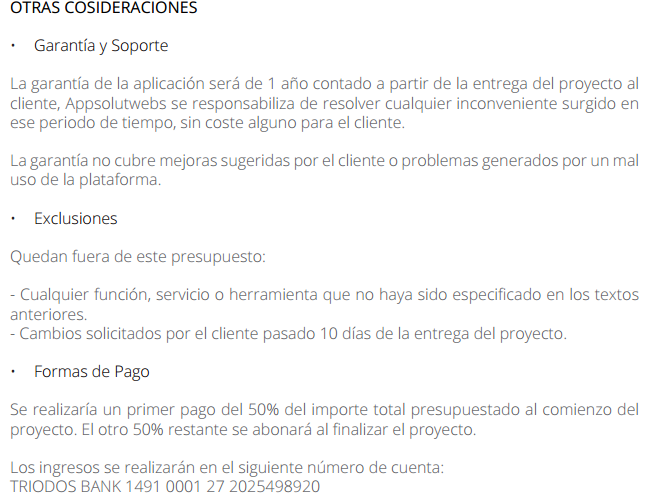 OTRAS COSIDERACIONES
• Garantía y Soporte
La garantía de la aplicación será de 1 año contado a partir de la entrega del proyecto al
cliente, Appsolutwebs se responsabiliza de resolver cualquier inconveniente surgido en
ese periodo de tiempo, sin coste alguno para el cliente.
La garantía no cubre mejoras sugeridas por el cliente o problemas generados por un mal
uso de la plataforma.
• Exclusiones
Quedan fuera de este presupuesto:
- Cualquier función, servicio o herramienta que no haya sido especificado en los textos
anteriores.
- Cambios solicitados por el cliente pasado 10 días de la entrega del proyecto.
• Formas de Pago
Se realizaría un primer pago del 50% del importe total presupuestado al comienzo del
proyecto. El otro 50% restante se abonará al finalizar el proyecto.
Los ingresos se realizarán en el siguiente número de cuenta:
TRIODOS BANK 1491 0001 27 2025498920